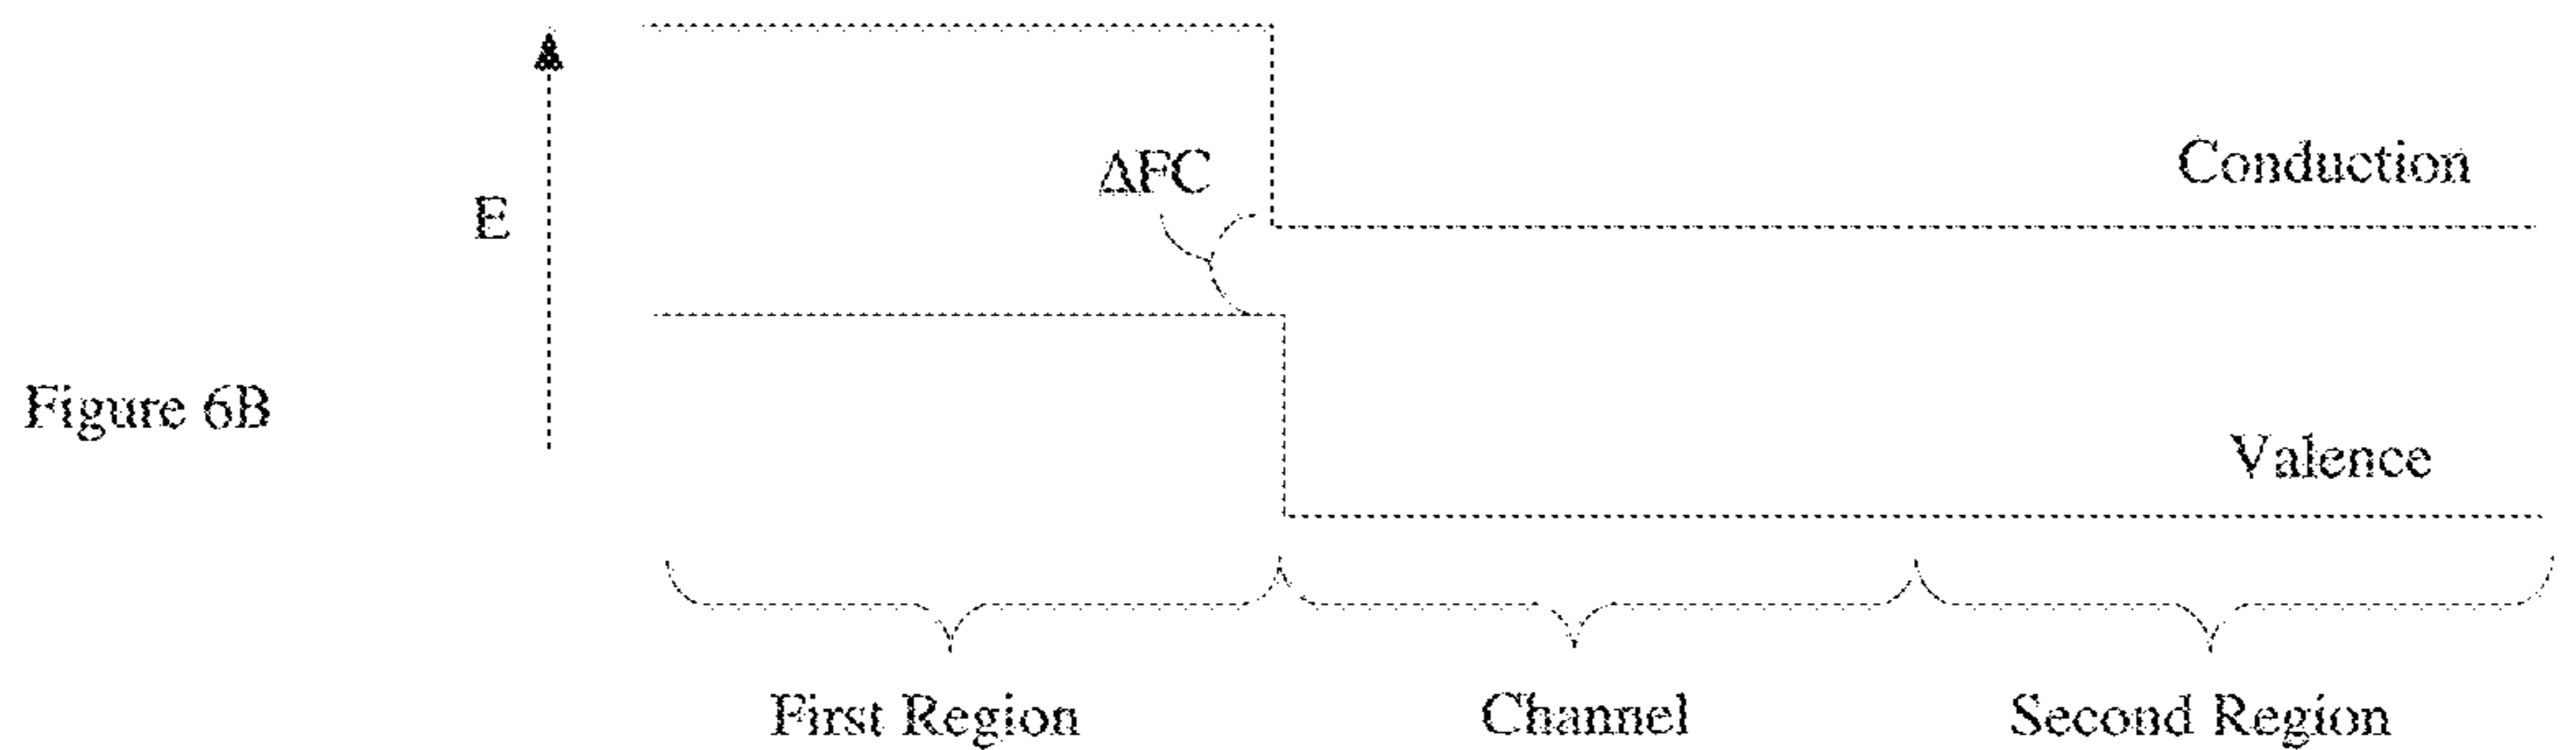 Conduction
ΔFC
E
Figure 6B
Valence
First Region
Channel
Second Region